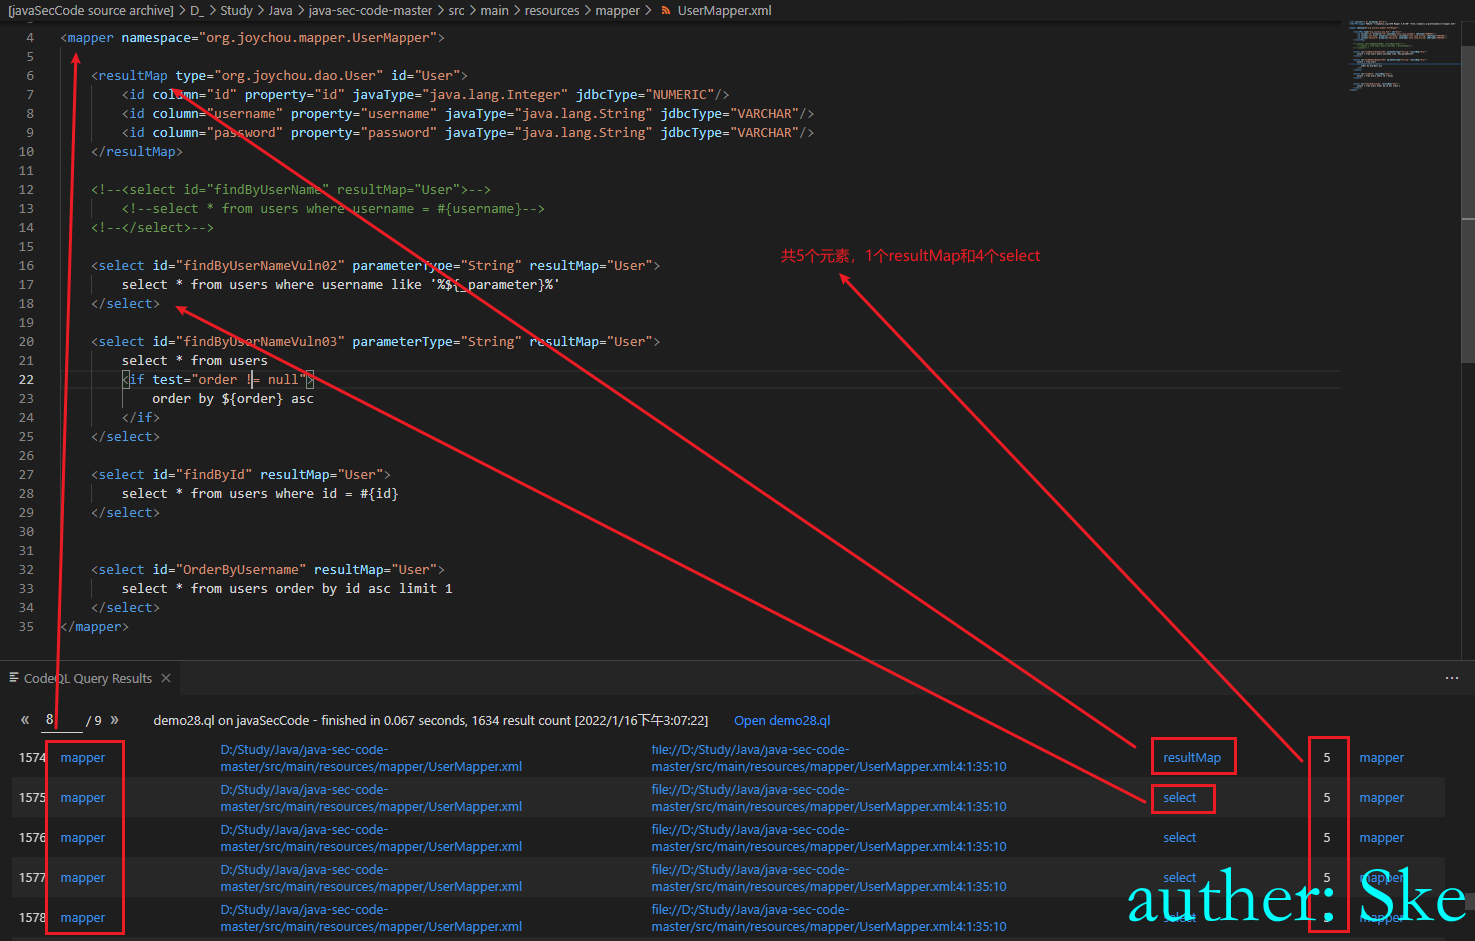 [javaSecCode source archive] > D_ > Study > Java > java-sec-code-master > src > main > resources > mapper > UserMapper.xml
4 <mapper namespace="org.joychou.mapper.UserMapper">
5
6 <resultMap type="org.joychou.dao.User" id="User">
7 <id column="id" property="id" javaType="java.lang.Integer" jdbcType="NUMERIC"/>
8 <id column="username" property="username" javaType="java.lang.String" jdbcType="VARCHAR"/>
9 <id column="password" property="password" javaType="java.lang.String" jdbcType="VARCHAR"/>
10 </resultMap>
11
12 <!--<select id="findByUserName" resultMap="User">-->
13 <!--select * from users where username = #{username}-->
14 <!--</select>-->
15
16 <select id="findByUserNameVuln02" parameterType="String" resultMap="User">
共5个元素，1个resultMap和4个select
17 select * from users where username like '%${_parameter}%'
18 </select>
19
20 <select id="findByUserNameVuln03" parameterType="String" resultMap="User">
21 select * from users
22 <if test="order != null">
23 order by ${order} asc
24 </if>
25 </select>
26
27 <select id="findById" resultMap="User">
28 select * from users where id = #{id}
29 </select>
30
31
32 <select id="OrderByUsername" resultMap="User">
33 select * from users order by id asc limit 1
34 </select>
35 </mapper>
CodeQL Query Results ×
« 8 / 9 » demo28.ql on javaSecCode - finished in 0.067 seconds, 1634 result count [2022/1/16下午3:07:22] Open demo28.ql
1574 mapper D:/Study/Java/java-sec-code- file://D:/Study/Java/java-sec-code- resultMap 5 mapper
master/src/main/resources/mapper/UserMapper.xml master/src/main/resources/mapper/UserMapper.xml:4:1:35:10
1575 mapper D:/Study/Java/java-sec-code- file://D:/Study/Java/java-sec-code- select 5 mapper
master/src/main/resources/mapper/UserMapper.xml master/src/main/resources/mapper/UserMapper.xml:4:1:35:10
1576 mapper D:/Study/Java/java-sec-code- file://D:/Study/Java/java-sec-code- select 5 mapper
master/src/main/resources/mapper/UserMapper.xml master/src/main/resources/mapper/UserMapper.xml:4:1:35:10
1577 mapper D:/Study/Java/java-sec-code- file://D:/Study/Java/java-sec-code- select 5 mapper
master/src/main/resources/mapper/UserMapper.xml master/src/main/resources/mapper/UserMapper.xml:4:1:35:10
1578 mapper D:/Study/Java/java-sec-code- file://D:/Study/Java/java-sec-code- select 5 mapper
master/src/main/resources/mapper/UserMapper.xml master/src/main/resources/mapper/UserMapper.xml:4:1:35:10
auther: Ske